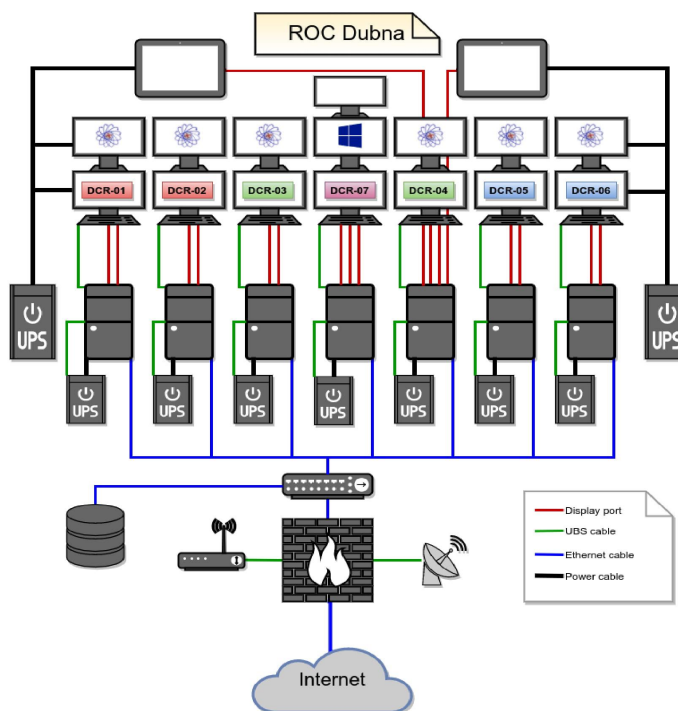 ROC Dubna
DCR-01
DCR-02
DCR-03
DCR-07
DCR-04
DCR-05
DCR-06
UPS
UPS
UPS
UPS
UPS
UPS
UPS
UPS
UPS
Display port
UBS cable
Ethernet cable
Power cable
Internet